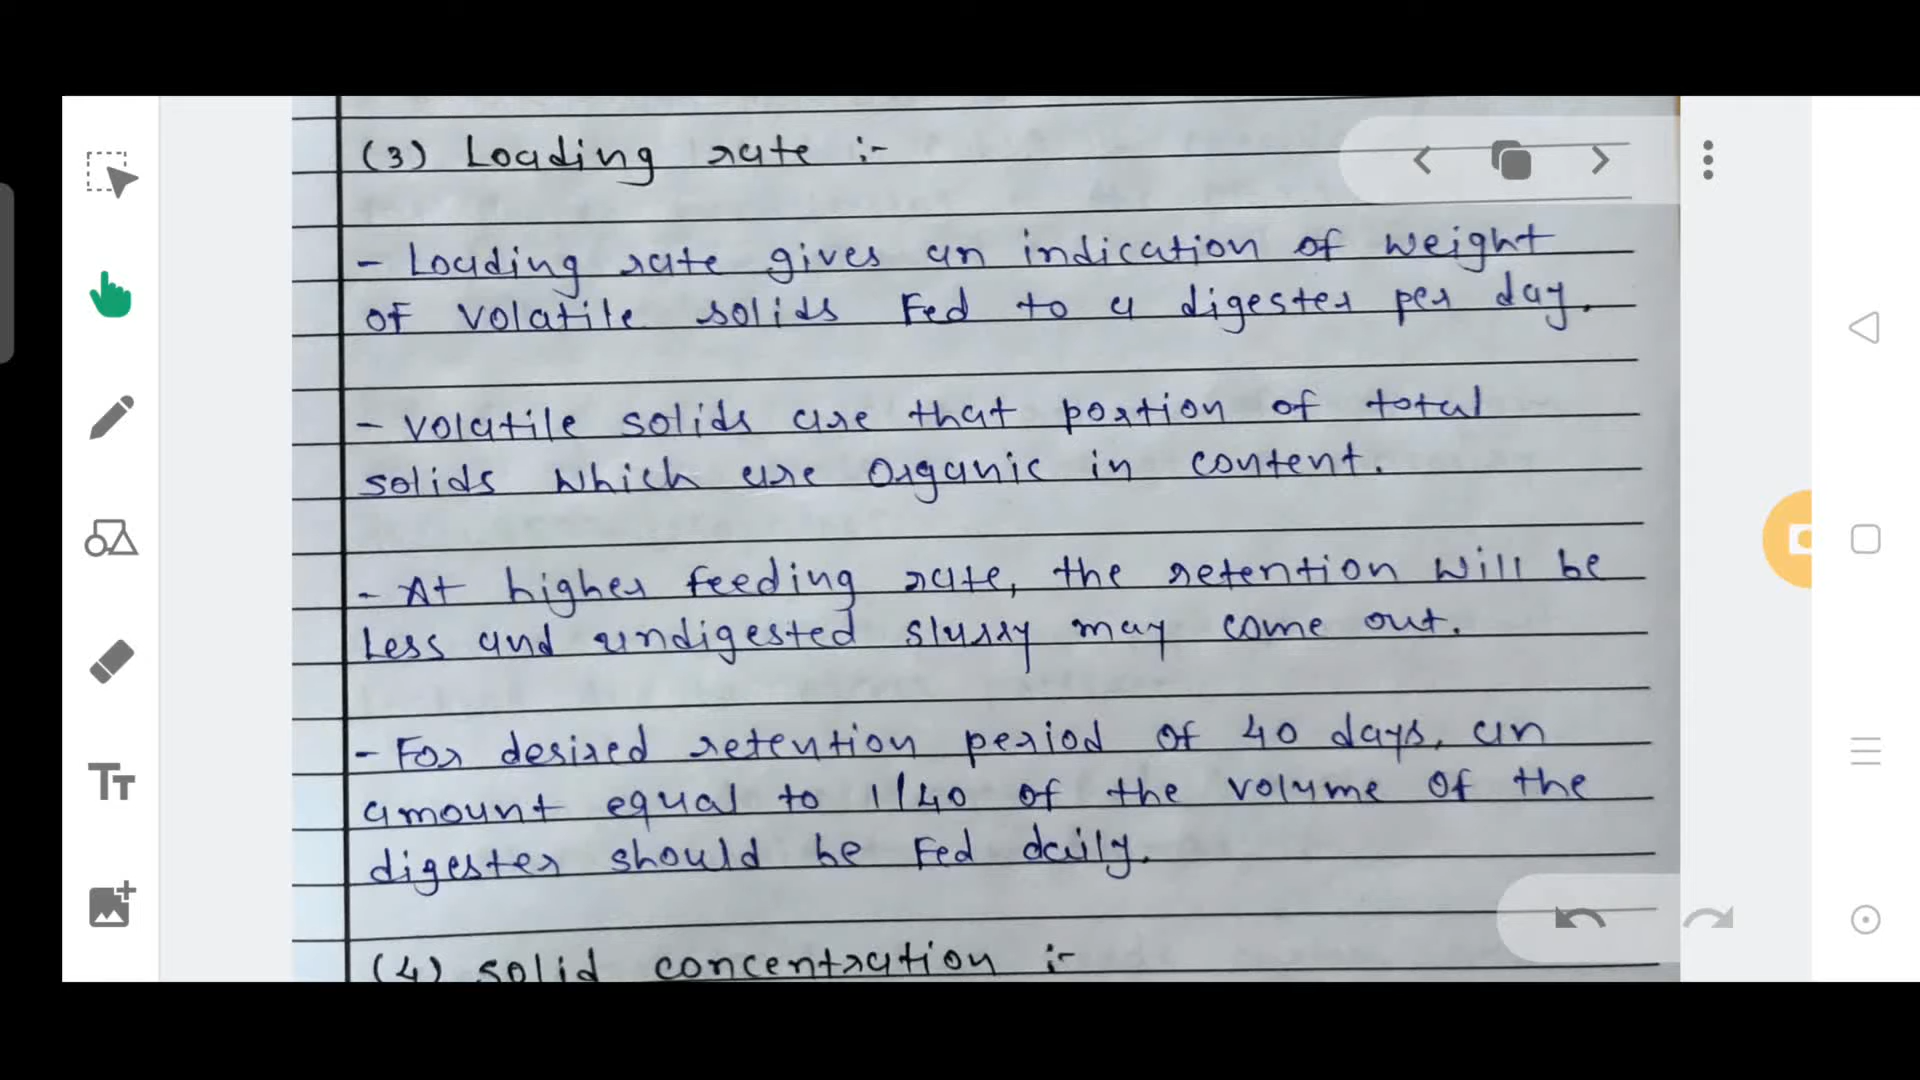 (3) Loading rate :-
- Loading rate gives an indication of weight
of volatile solids Fed to a digester per day.
- Volatile solids are that portion of total
solids which are organic in content.
- At higher feeding rate, the retention will be
Less and undigested slurry may come out.
- For desired retention period of 40 days, an
amount equal to 1/40 of the volume of the
digester should be Fed daily.
(4) solid concentration :-
TT